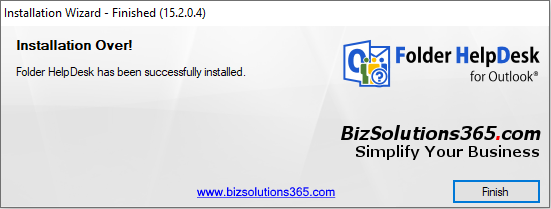 Installation Wizard - Finished (15.2.0.4)
Installation Over!
Folder HelpDesk has been successfully installed.
Folder HelpDesk
for Outlook®
BizSolutions365.com
Simplify Your Business
www.bizsolutions365.com
Finish